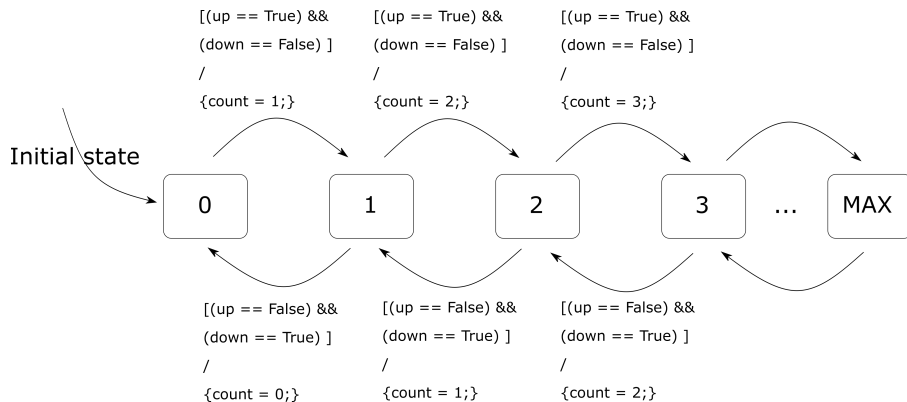 [(up == True) &&
(down == False) ]
/
{count = 1;}
[(up == True) &&
(down == False) ]
/
{count = 2;}
[(up == True) &&
(down == False) ]
/
{count = 3;}
Initial state
0
1
2
3
...
MAX
[(up == False) &&
(down == True) ]
/
{count = 0;}
[(up == False) &&
(down == True) ]
/
{count = 1;}
[(up == False) &&
(down == True) ]
/
{count = 2;}